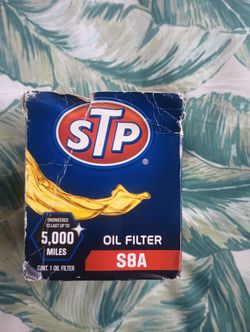 STP
®
ENGINEERED
TO LAST UP TO
5,000
MILES
OIL FILTER
S8A
CONT. 1 OIL FILTER